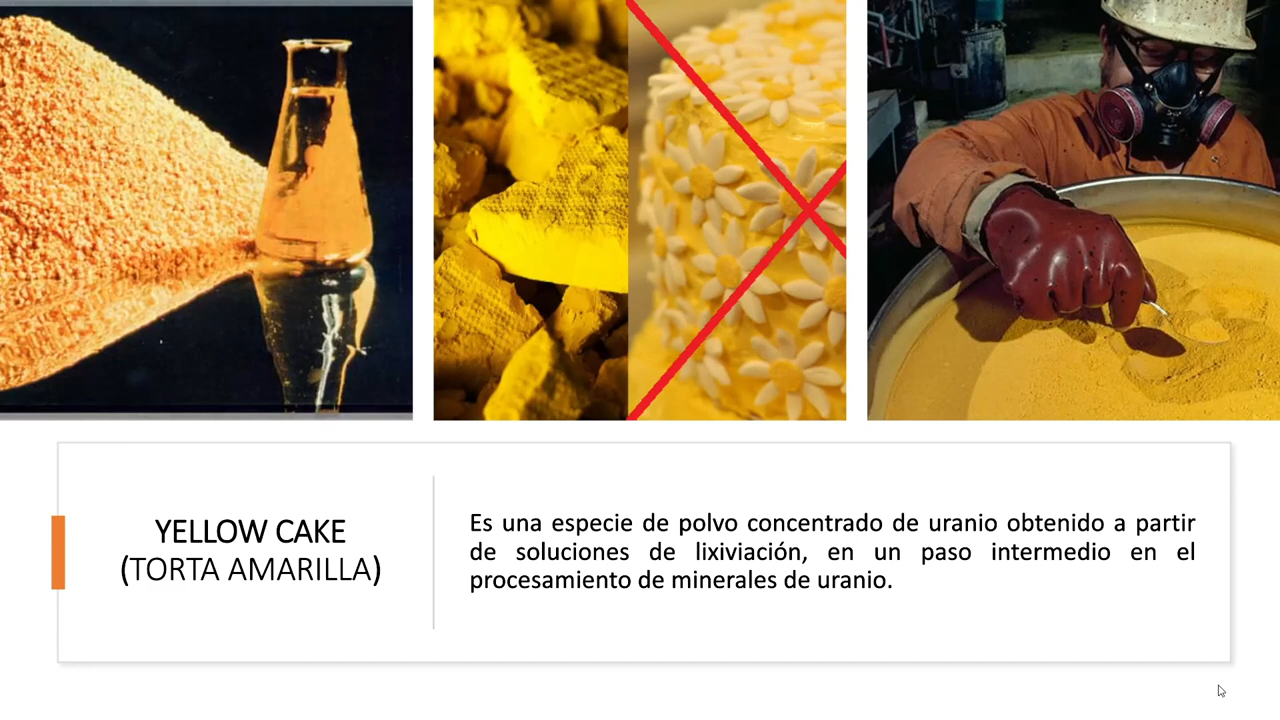 YELLOW CAKE
(TORTA AMARILLA)
Es una especie de polvo concentrado de uranio obtenido a partir
de soluciones de lixiviación, en un paso intermedio en el
procesamiento de minerales de uranio.